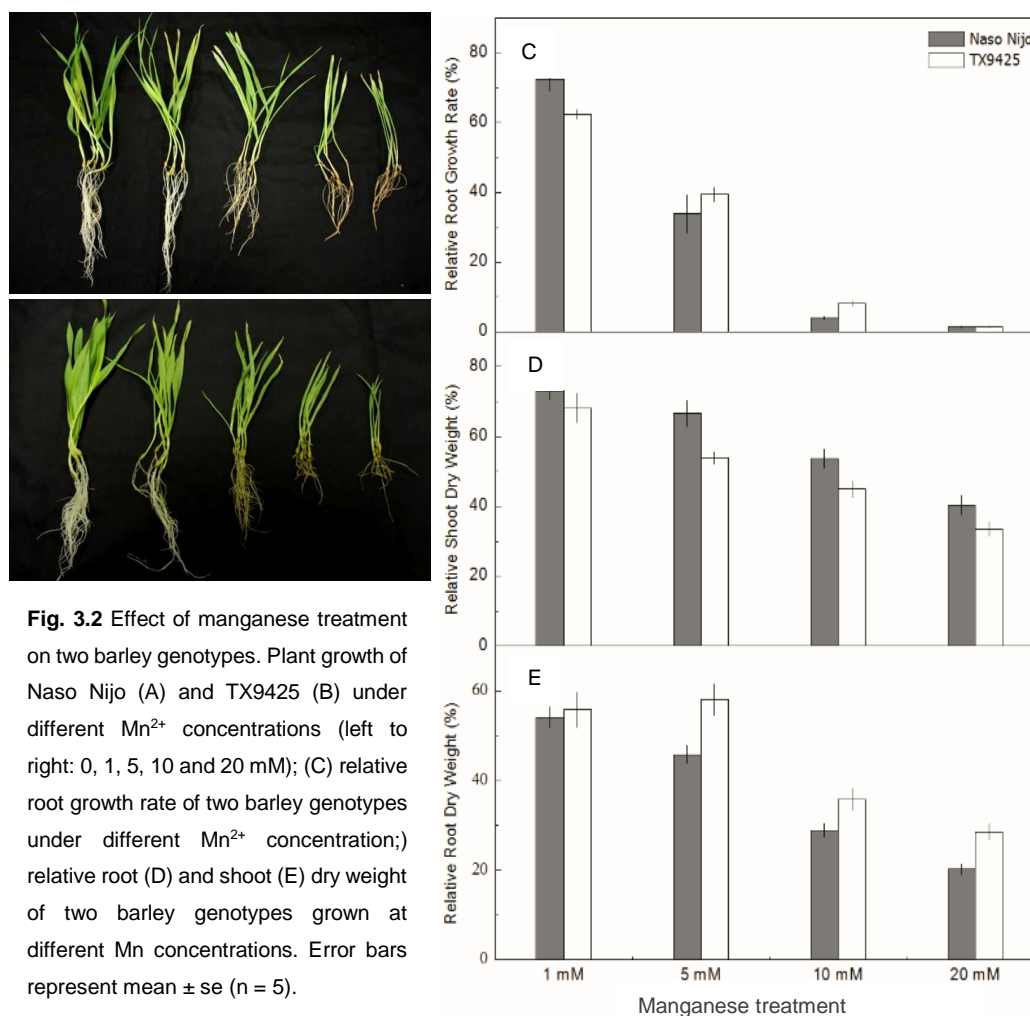 Fig. 3.2 Effect of manganese treatment
on two barley genotypes. Plant growth of
Naso Nijo (A) and TX9425 (B) under
different Mn²⁺ concentrations (left to
right: 0, 1, 5, 10 and 20 mM); (C) relative
root growth rate of two barley genotypes
under different Mn²⁺ concentration;)
relative root (D) and shoot (E) dry weight
of two barley genotypes grown at
different Mn concentrations. Error bars
represent mean ± se (n = 5).
C
Naso Nijo
TX9425
Relative Root Growth Rate (%)
80
60
40
20
0
D
Relative Shoot Dry Weight (%)
80
60
40
20
0
E
Relative Root Dry Weight (%)
60
40
20
0
1 mM 5 mM 10 mM 20 mM
Manganese treatment